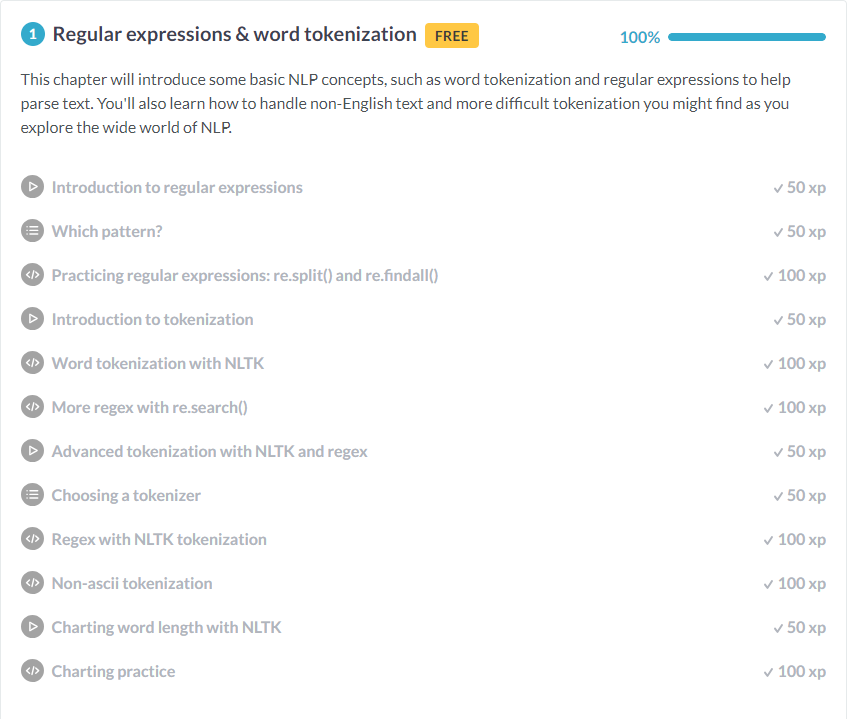 1 Regular expressions & word tokenization FREE 100%
This chapter will introduce some basic NLP concepts, such as word tokenization and regular expressions to help
parse text. You'll also learn how to handle non-English text and more difficult tokenization you might find as you
explore the wide world of NLP.
Introduction to regular expressions ✓ 50 xp
Which pattern? ✓ 50 xp
Practicing regular expressions: re.split() and re.findall() ✓ 100 xp
Introduction to tokenization ✓ 50 xp
Word tokenization with NLTK ✓ 100 xp
More regex with re.search() ✓ 100 xp
Advanced tokenization with NLTK and regex ✓ 50 xp
Choosing a tokenizer ✓ 50 xp
Regex with NLTK tokenization ✓ 100 xp
Non-ascii tokenization ✓ 100 xp
Charting word length with NLTK ✓ 50 xp
Charting practice ✓ 100 xp